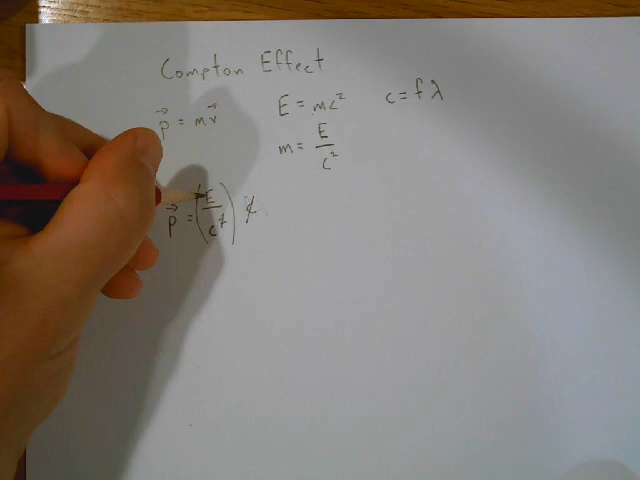 Compton Effect
p⃗ = mv⃗ E = mc² c = fλ
m = E/c²
p⃗ = (E/c²) c